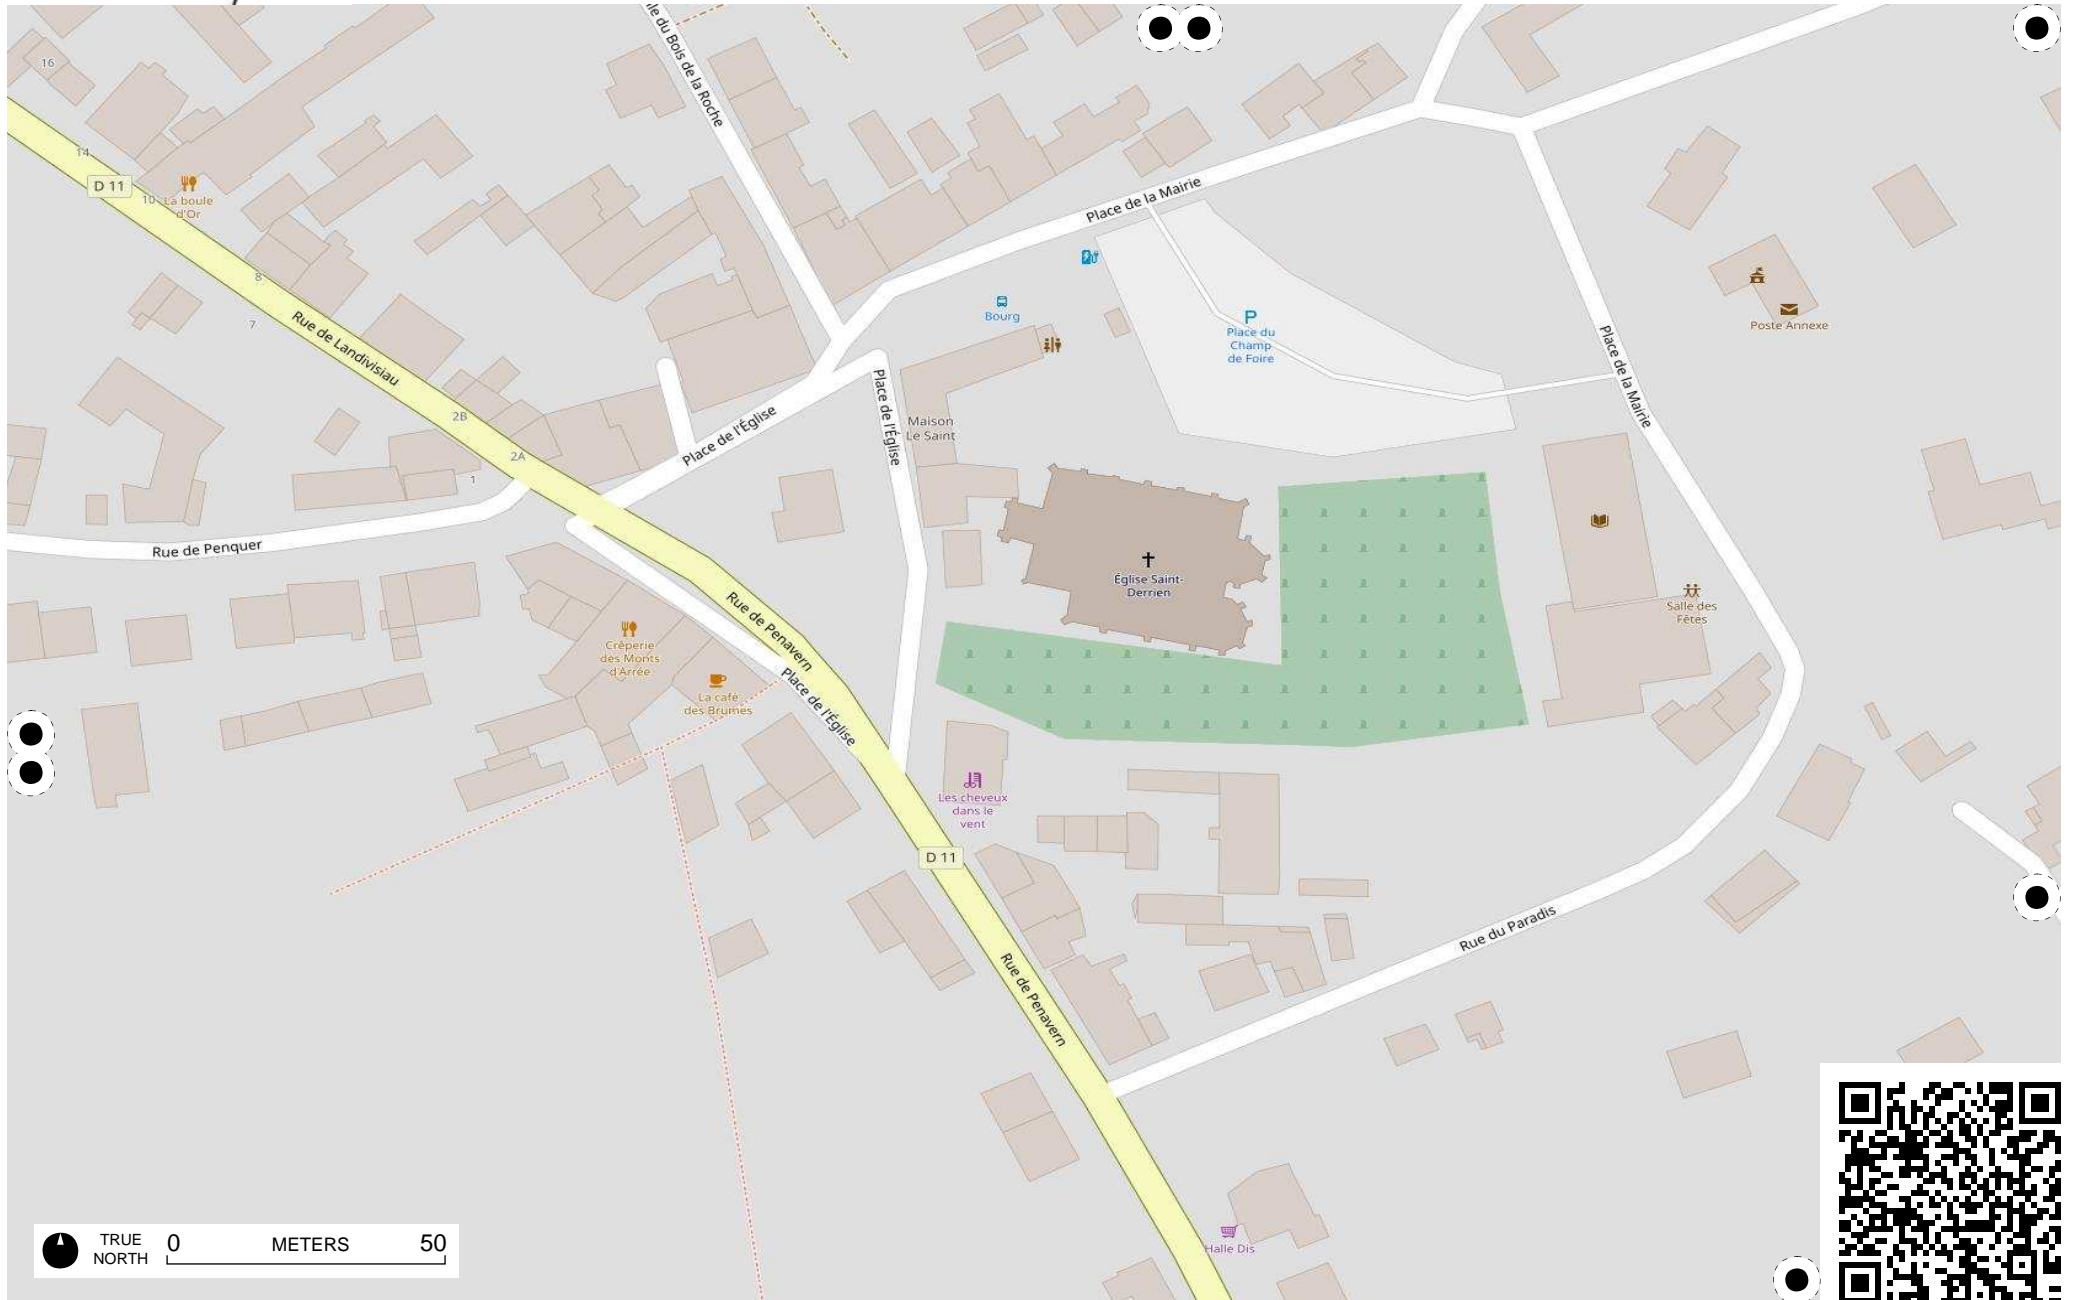 le du Bois de la Roche
16
14
D 11
10
La boule
d'Or
Place de la Mairie
8
7
Rue de Landivisiau
Bourg
P
Place du
Champ
de Foire
Poste Annexe
Place de la Mairie
2B
2A
1
Place de l'Église
Place de l'Église
Maison
Le Saint
Rue de Penquer
Église Saint-
Derrien
Salle des
Fêtes
Rue de Penavern
Crêperie
des Monts
d'Arrée
La café
des Brumes
Place de l'Église
Les cheveux
dans le
vent
D 11
Rue du Paradis
Rue de Penavern
Halle Dis
TRUE
NORTH
0 METERS 50